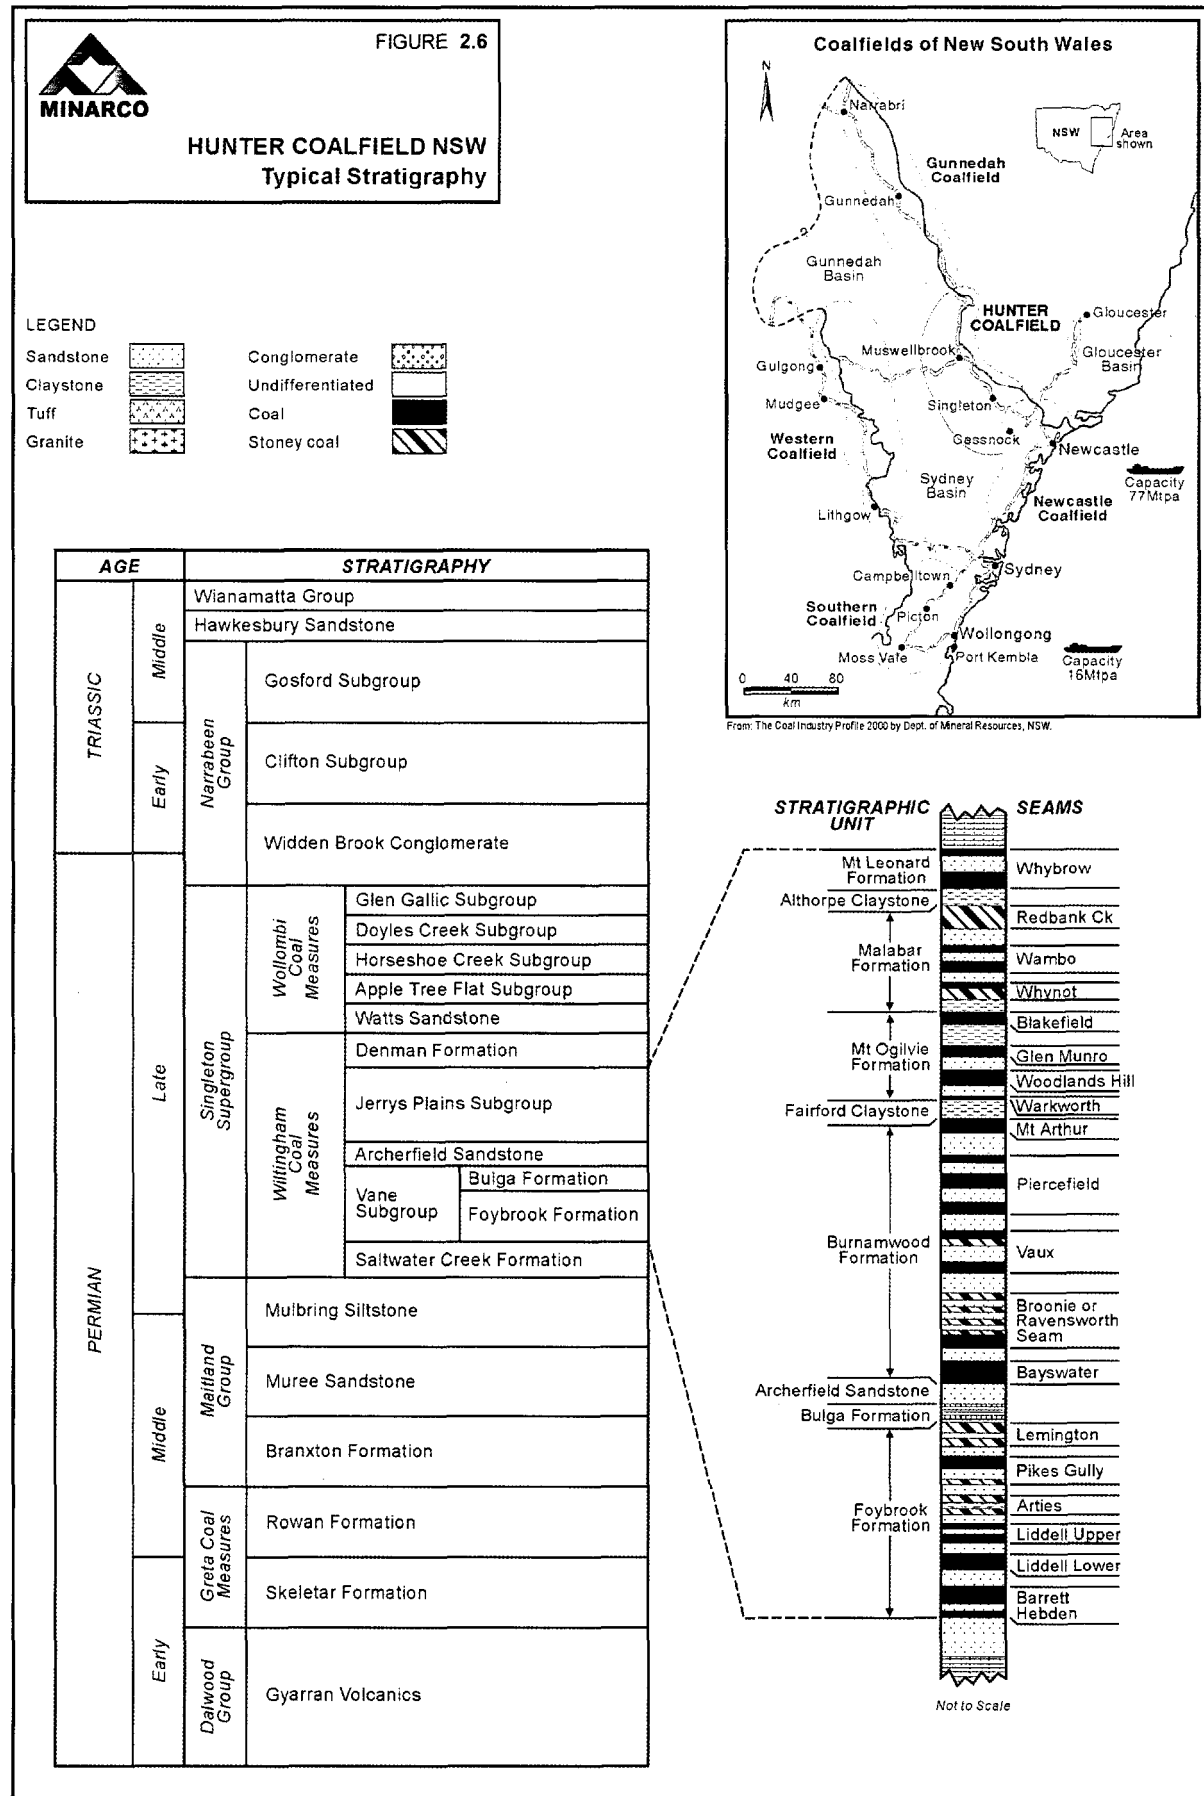 MINARCO
FIGURE 2.6
HUNTER COALFIELD NSW
Typical Stratigraphy
LEGEND
Sandstone
Claystone
Tuff
Granite
Conglomerate
Undifferentiated
Coal
Stoney coal
Coalfields of New South Wales
N
Narrabri
NSW
Area
shown
Gunnedah
Coalfield
Gunnedah
?
Gunnedah
Basin
HUNTER
COALFIELD
Gloucester
Muswellbrook
Gloucester
Basin
Gulgong
Mudgee
Singleton
Cessnock
Western
Coalfield
Newcastle
Capacity
77Mtpa
Sydney
Basin
Newcastle
Coalfield
Lithgow
Sydney
Campbelltown
Southern
Coalfield
Picton
Wollongong
Moss Vale
Port Kembla
Capacity
16Mtpa
0 40 80
km
From: The Coal Industry Profile 2000 by Dept. of Mineral Resources, NSW.
AGE
STRATIGRAPHY
TRIASSIC
Middle
Early
Wianamatta Group
Hawkesbury Sandstone
Narrabeen
Group
Gosford Subgroup
Clifton Subgroup
Widden Brook Conglomerate
PERMIAN
Late
Middle
Early
Singleton
Supergroup
Wollombi
Coal
Measures
Glen Gallic Subgroup
Doyles Creek Subgroup
Horseshoe Creek Subgroup
Apple Tree Flat Subgroup
Watts Sandstone
Wittingham
Coal
Measures
Denman Formation
Jerrys Plains Subgroup
Archerfield Sandstone
Vane
Subgroup
Bulga Formation
Foybrook Formation
Saltwater Creek Formation
Maitland
Group
Mulbring Siltstone
Muree Sandstone
Branxton Formation
Greta Coal
Measures
Rowan Formation
Skeletar Formation
Dalwood
Group
Gyarran Volcanics
STRATIGRAPHIC
UNIT
SEAMS
Mt Leonard
Formation
Althorpe Claystone
Malabar
Formation
Mt Ogilvie
Formation
Fairford Claystone
Burnamwood
Formation
Archerfield Sandstone
Bulga Formation
Foybrook
Formation
Whybrow
Redbank Ck
Wambo
Whynot
Blakefield
Glen Munro
Woodlands Hill
Warkworth
Mt Arthur
Piercefield
Vaux
Broonie or
Ravensworth
Seam
Bayswater
Lemington
Pikes Gully
Arties
Liddell Upper
Liddell Lower
Barrett
Hebden
Not to Scale